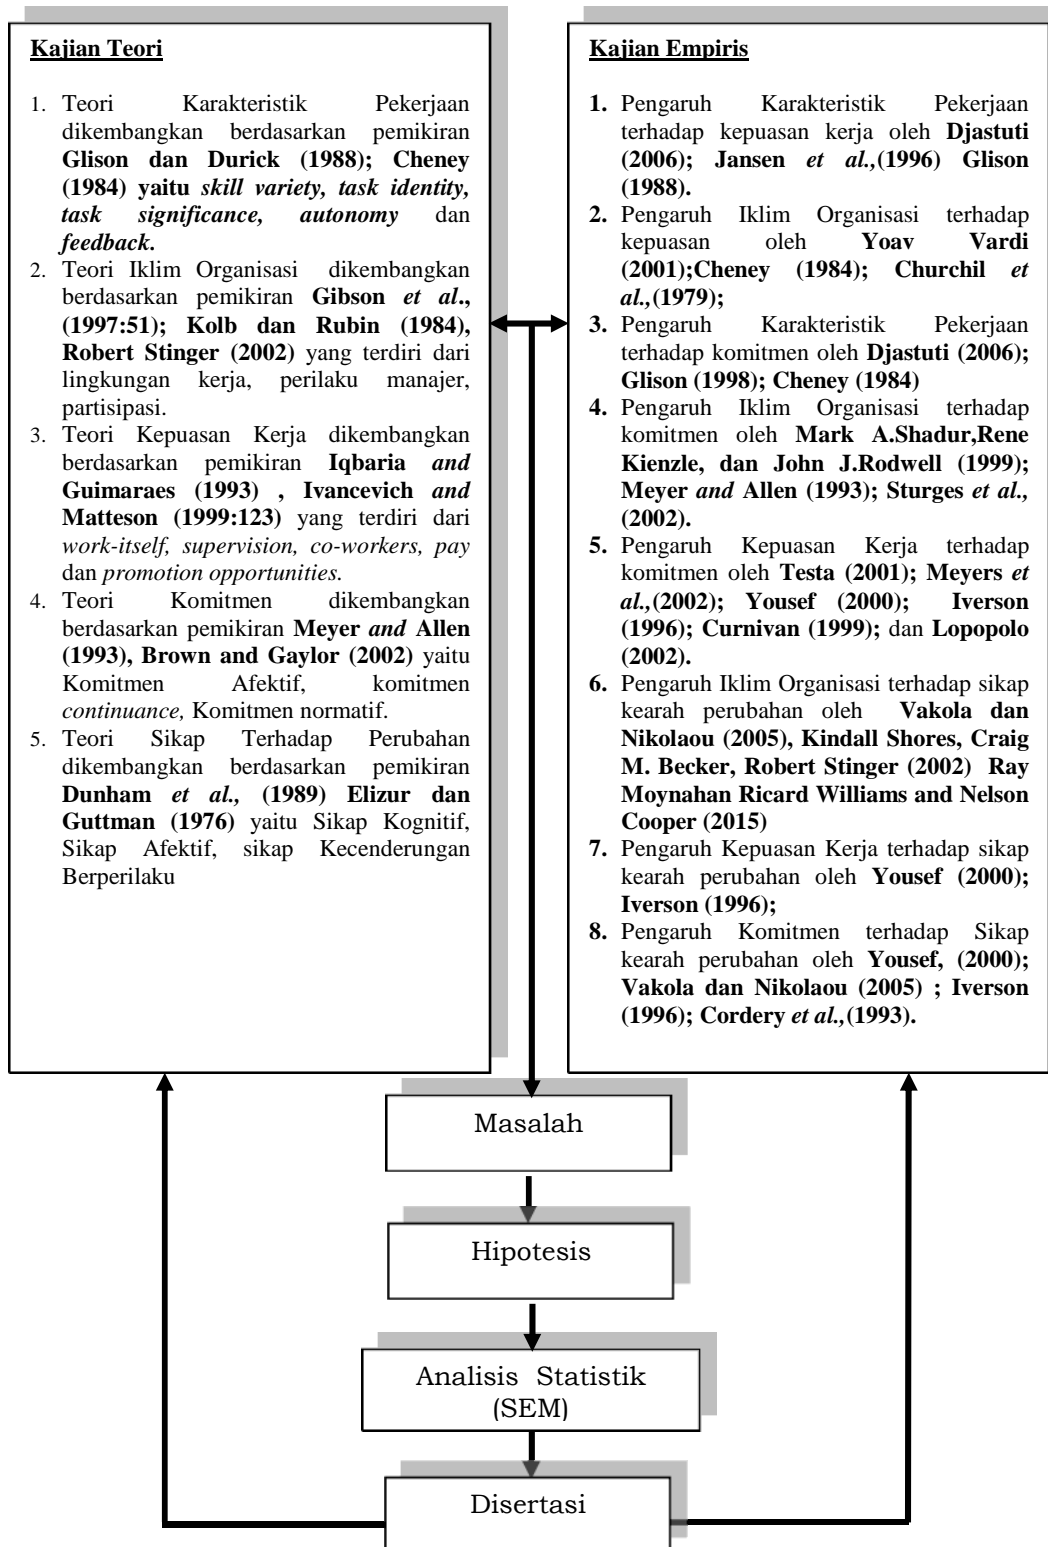 Kajian Teori
1. Teori Karakteristik Pekerjaan
dikembangkan berdasarkan pemikiran
Glison dan Durick (1988); Cheney
(1984) yaitu skill variety, task identity,
task significance, autonomy dan
feedback.
2. Teori Iklim Organisasi dikembangkan
berdasarkan pemikiran Gibson et al.,
(1997:51); Kolb dan Rubin (1984),
Robert Stinger (2002) yang terdiri dari
lingkungan kerja, perilaku manajer,
partisipasi.
3. Teori Kepuasan Kerja dikembangkan
berdasarkan pemikiran Iqbaria and
Guimaraes (1993) , Ivancevich and
Matteson (1999:123) yang terdiri dari
work-itself, supervision, co-workers, pay
dan promotion opportunities.
4. Teori Komitmen dikembangkan
berdasarkan pemikiran Meyer and Allen
(1993), Brown and Gaylor (2002) yaitu
Komitmen Afektif, komitmen
continuance, Komitmen normatif.
5. Teori Sikap Terhadap Perubahan
dikembangkan berdasarkan pemikiran
Dunham et al., (1989) Elizur dan
Guttman (1976) yaitu Sikap Kognitif,
Sikap Afektif, sikap Kecenderungan
Berperilaku
Kajian Empiris
1. Pengaruh Karakteristik Pekerjaan
terhadap kepuasan kerja oleh Djastuti
(2006); Jansen et al.,(1996) Glison
(1988).
2. Pengaruh Iklim Organisasi terhadap
kepuasan oleh Yoav Vardi
(2001);Cheney (1984); Churchil et
al.,(1979);
3. Pengaruh Karakteristik Pekerjaan
terhadap komitmen oleh Djastuti (2006);
Glison (1998); Cheney (1984)
4. Pengaruh Iklim Organisasi terhadap
komitmen oleh Mark A.Shadur,Rene
Kienzle, dan John J.Rodwell (1999);
Meyer and Allen (1993); Sturges et al.,
(2002).
5. Pengaruh Kepuasan Kerja terhadap
komitmen oleh Testa (2001); Meyers et
al.,(2002); Yousef (2000); Iverson
(1996); Curnivan (1999); dan Lopopolo
(2002).
6. Pengaruh Iklim Organisasi terhadap sikap
kearah perubahan oleh Vakola dan
Nikolaou (2005), Kindall Shores, Craig
M. Becker, Robert Stinger (2002) Ray
Moynahan Ricard Williams and Nelson
Cooper (2015)
7. Pengaruh Kepuasan Kerja terhadap sikap
kearah perubahan oleh Yousef (2000);
Iverson (1996);
8. Pengaruh Komitmen terhadap Sikap
kearah perubahan oleh Yousef, (2000);
Vakola dan Nikolaou (2005) ; Iverson
(1996); Cordery et al.,(1993).
Masalah
Hipotesis
Analisis Statistik
(SEM)
Disertasi